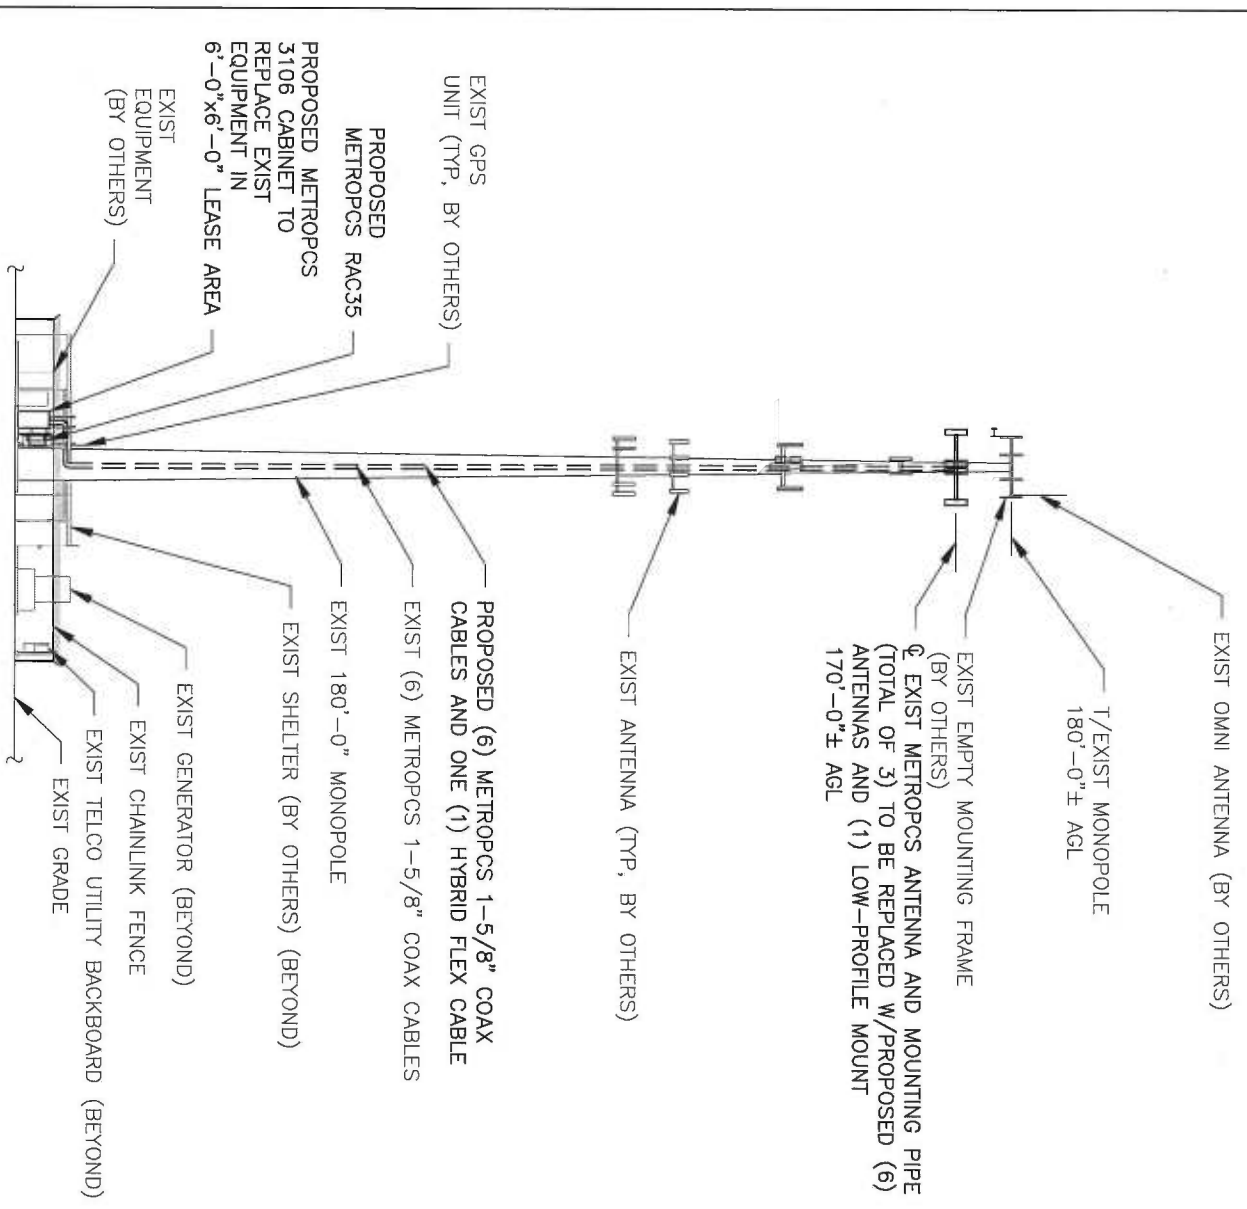 EXIST OMNI ANTENNA (BY OTHERS)
T/EXIST MONOPOLE
180'-0"± AGL
EXIST EMPTY MOUNTING FRAME
(BY OTHERS)
℄ EXIST METROPCS ANTENNA AND MOUNTING PIPE
(TOTAL OF 3) TO BE REPLACED W/PROPOSED (6)
ANTENNAS AND (1) LOW-PROFILE MOUNT
170'-0"± AGL
EXIST ANTENNA (TYP, BY OTHERS)
PROPOSED (6) METROPCS 1-5/8" COAX
CABLES AND ONE (1) HYBRID FLEX CABLE
EXIST (6) METROPCS 1-5/8" COAX CABLES
EXIST 180'-0" MONOPOLE
EXIST SHELTER (BY OTHERS) (BEYOND)
EXIST GENERATOR (BEYOND)
EXIST CHAINLINK FENCE
EXIST TELCO UTILITY BACKBOARD (BEYOND)
EXIST GRADE
EXIST GPS
UNIT (TYP, BY OTHERS)
PROPOSED
METROPCS RAC35
PROPOSED METROPCS
3106 CABINET TO
REPLACE EXIST
EQUIPMENT IN
6'-0"x6'-0" LEASE AREA
EXIST
EQUIPMENT
(BY OTHERS)